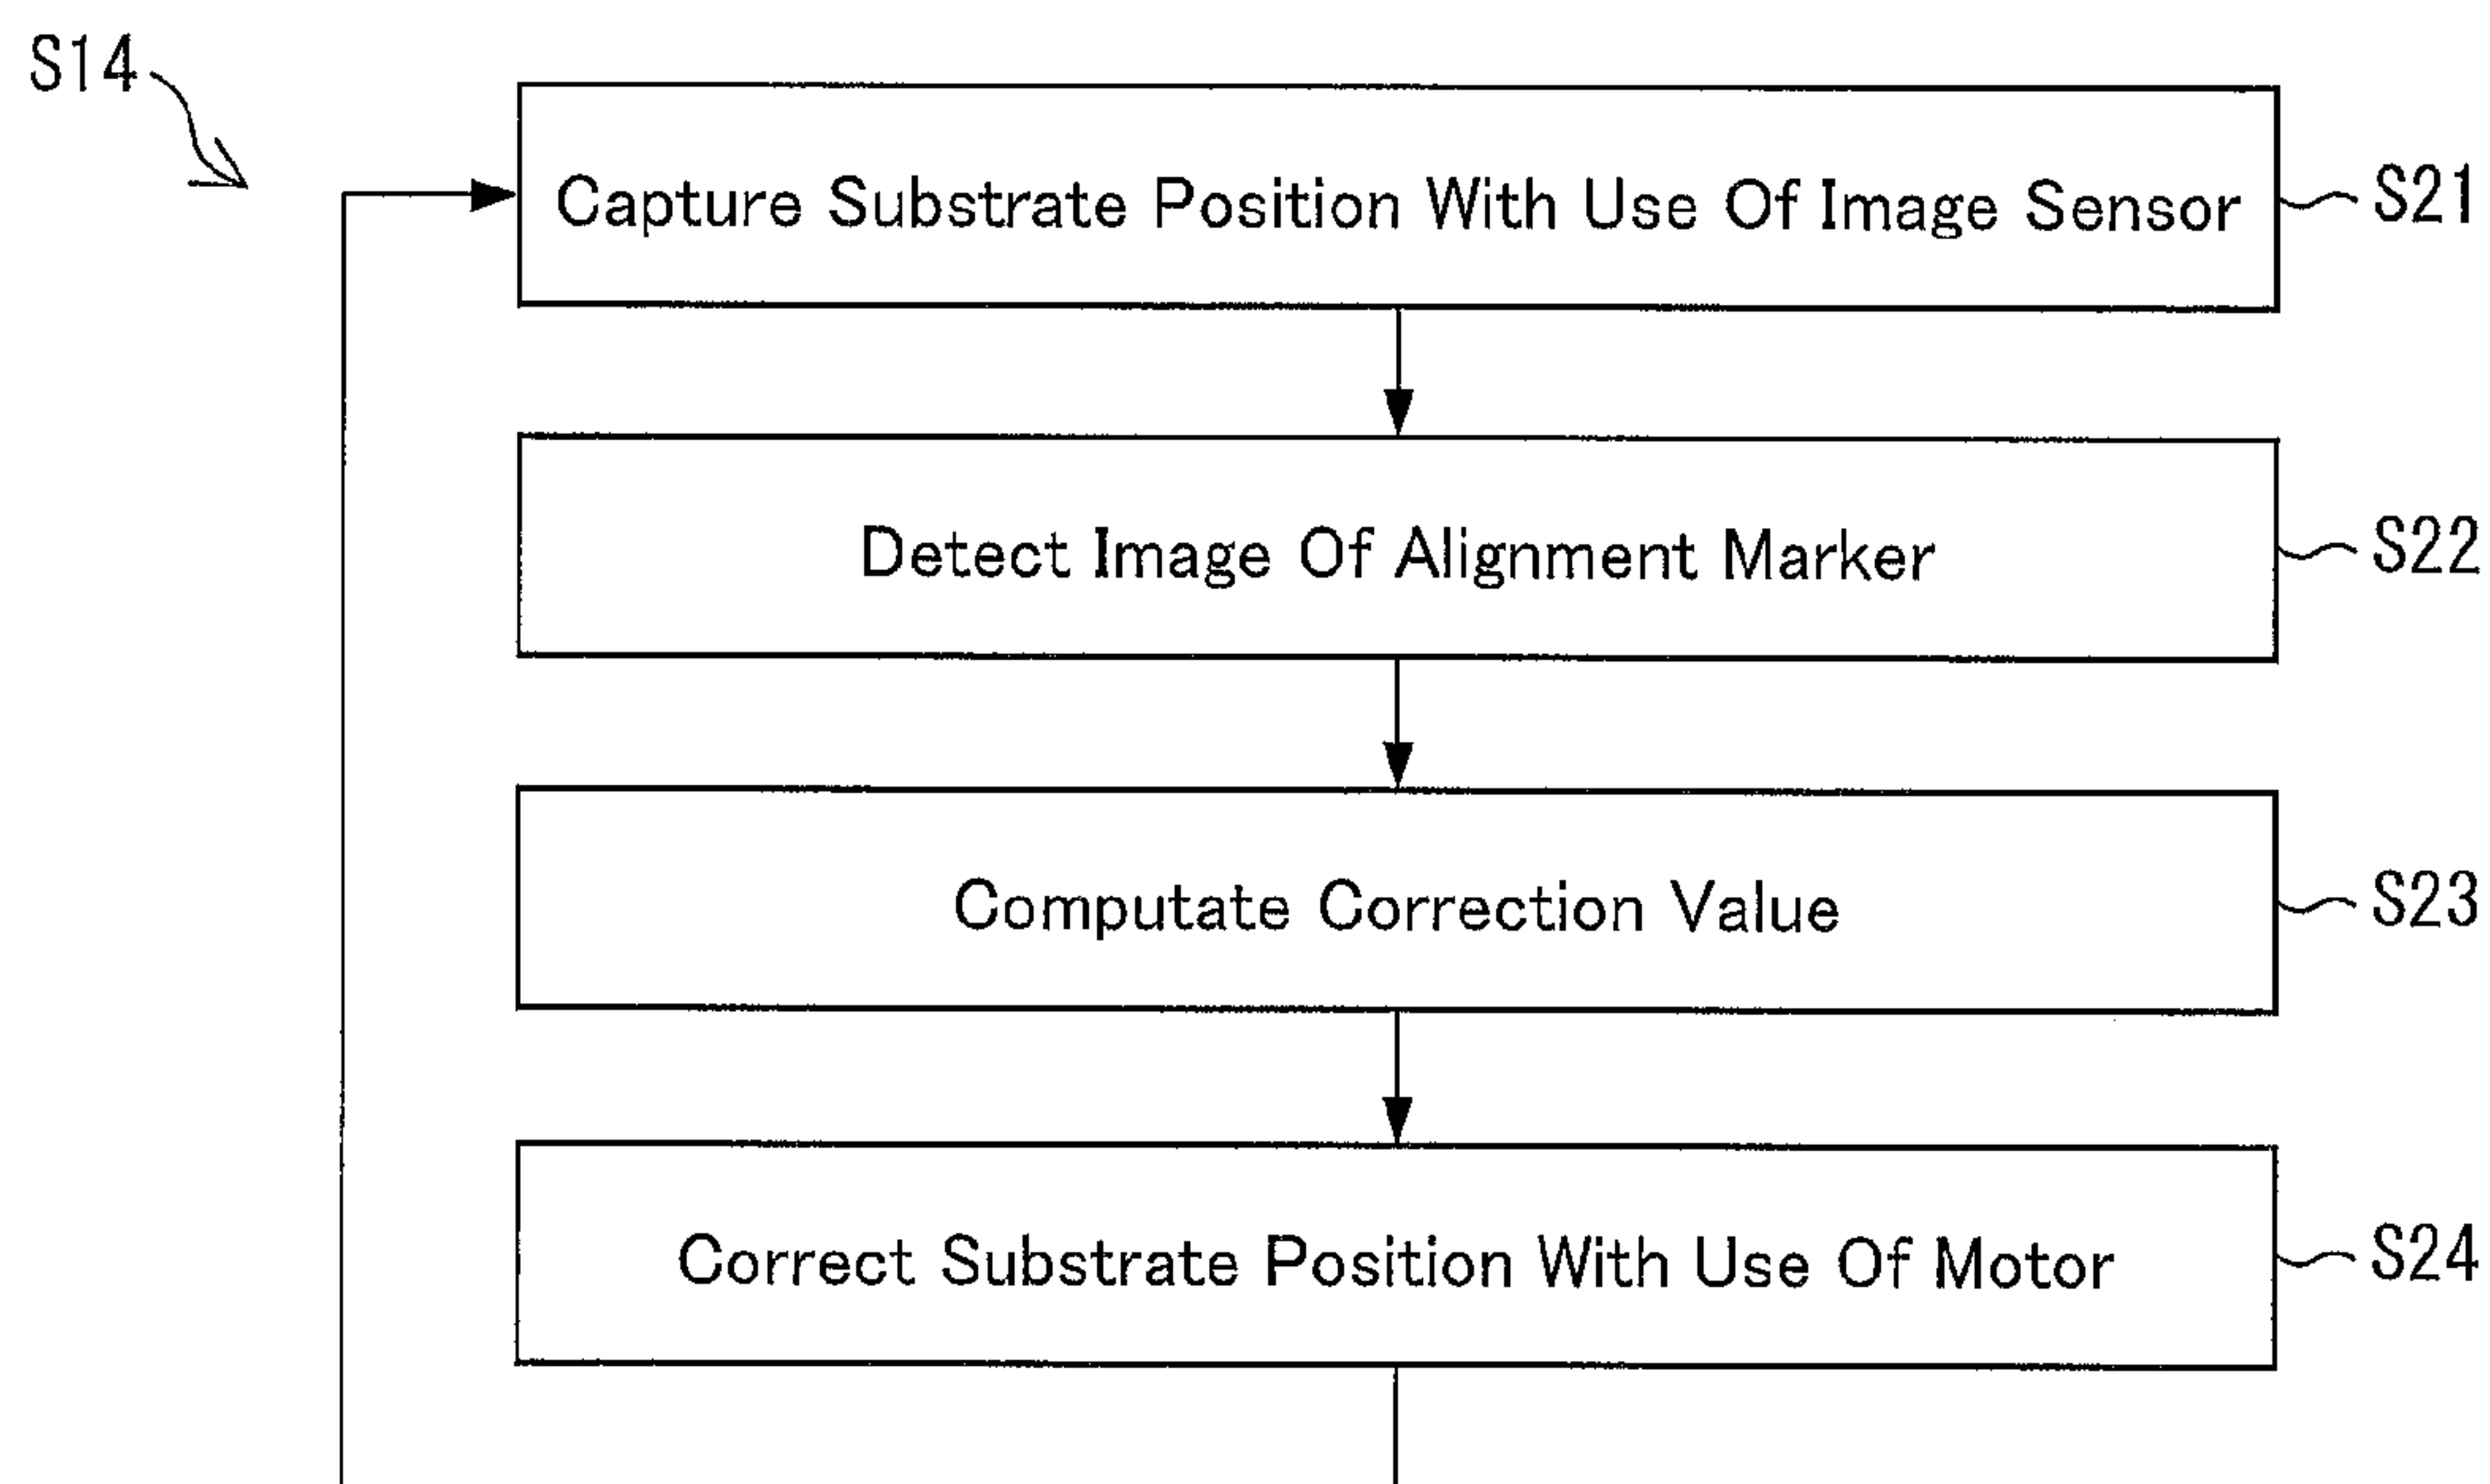 S14
Capture Substrate Position With Use Of Image Sensor
S21
Detect Image Of Alignment Marker
S22
Computate Correction Value
S23
Correct Substrate Position With Use Of Motor
S24